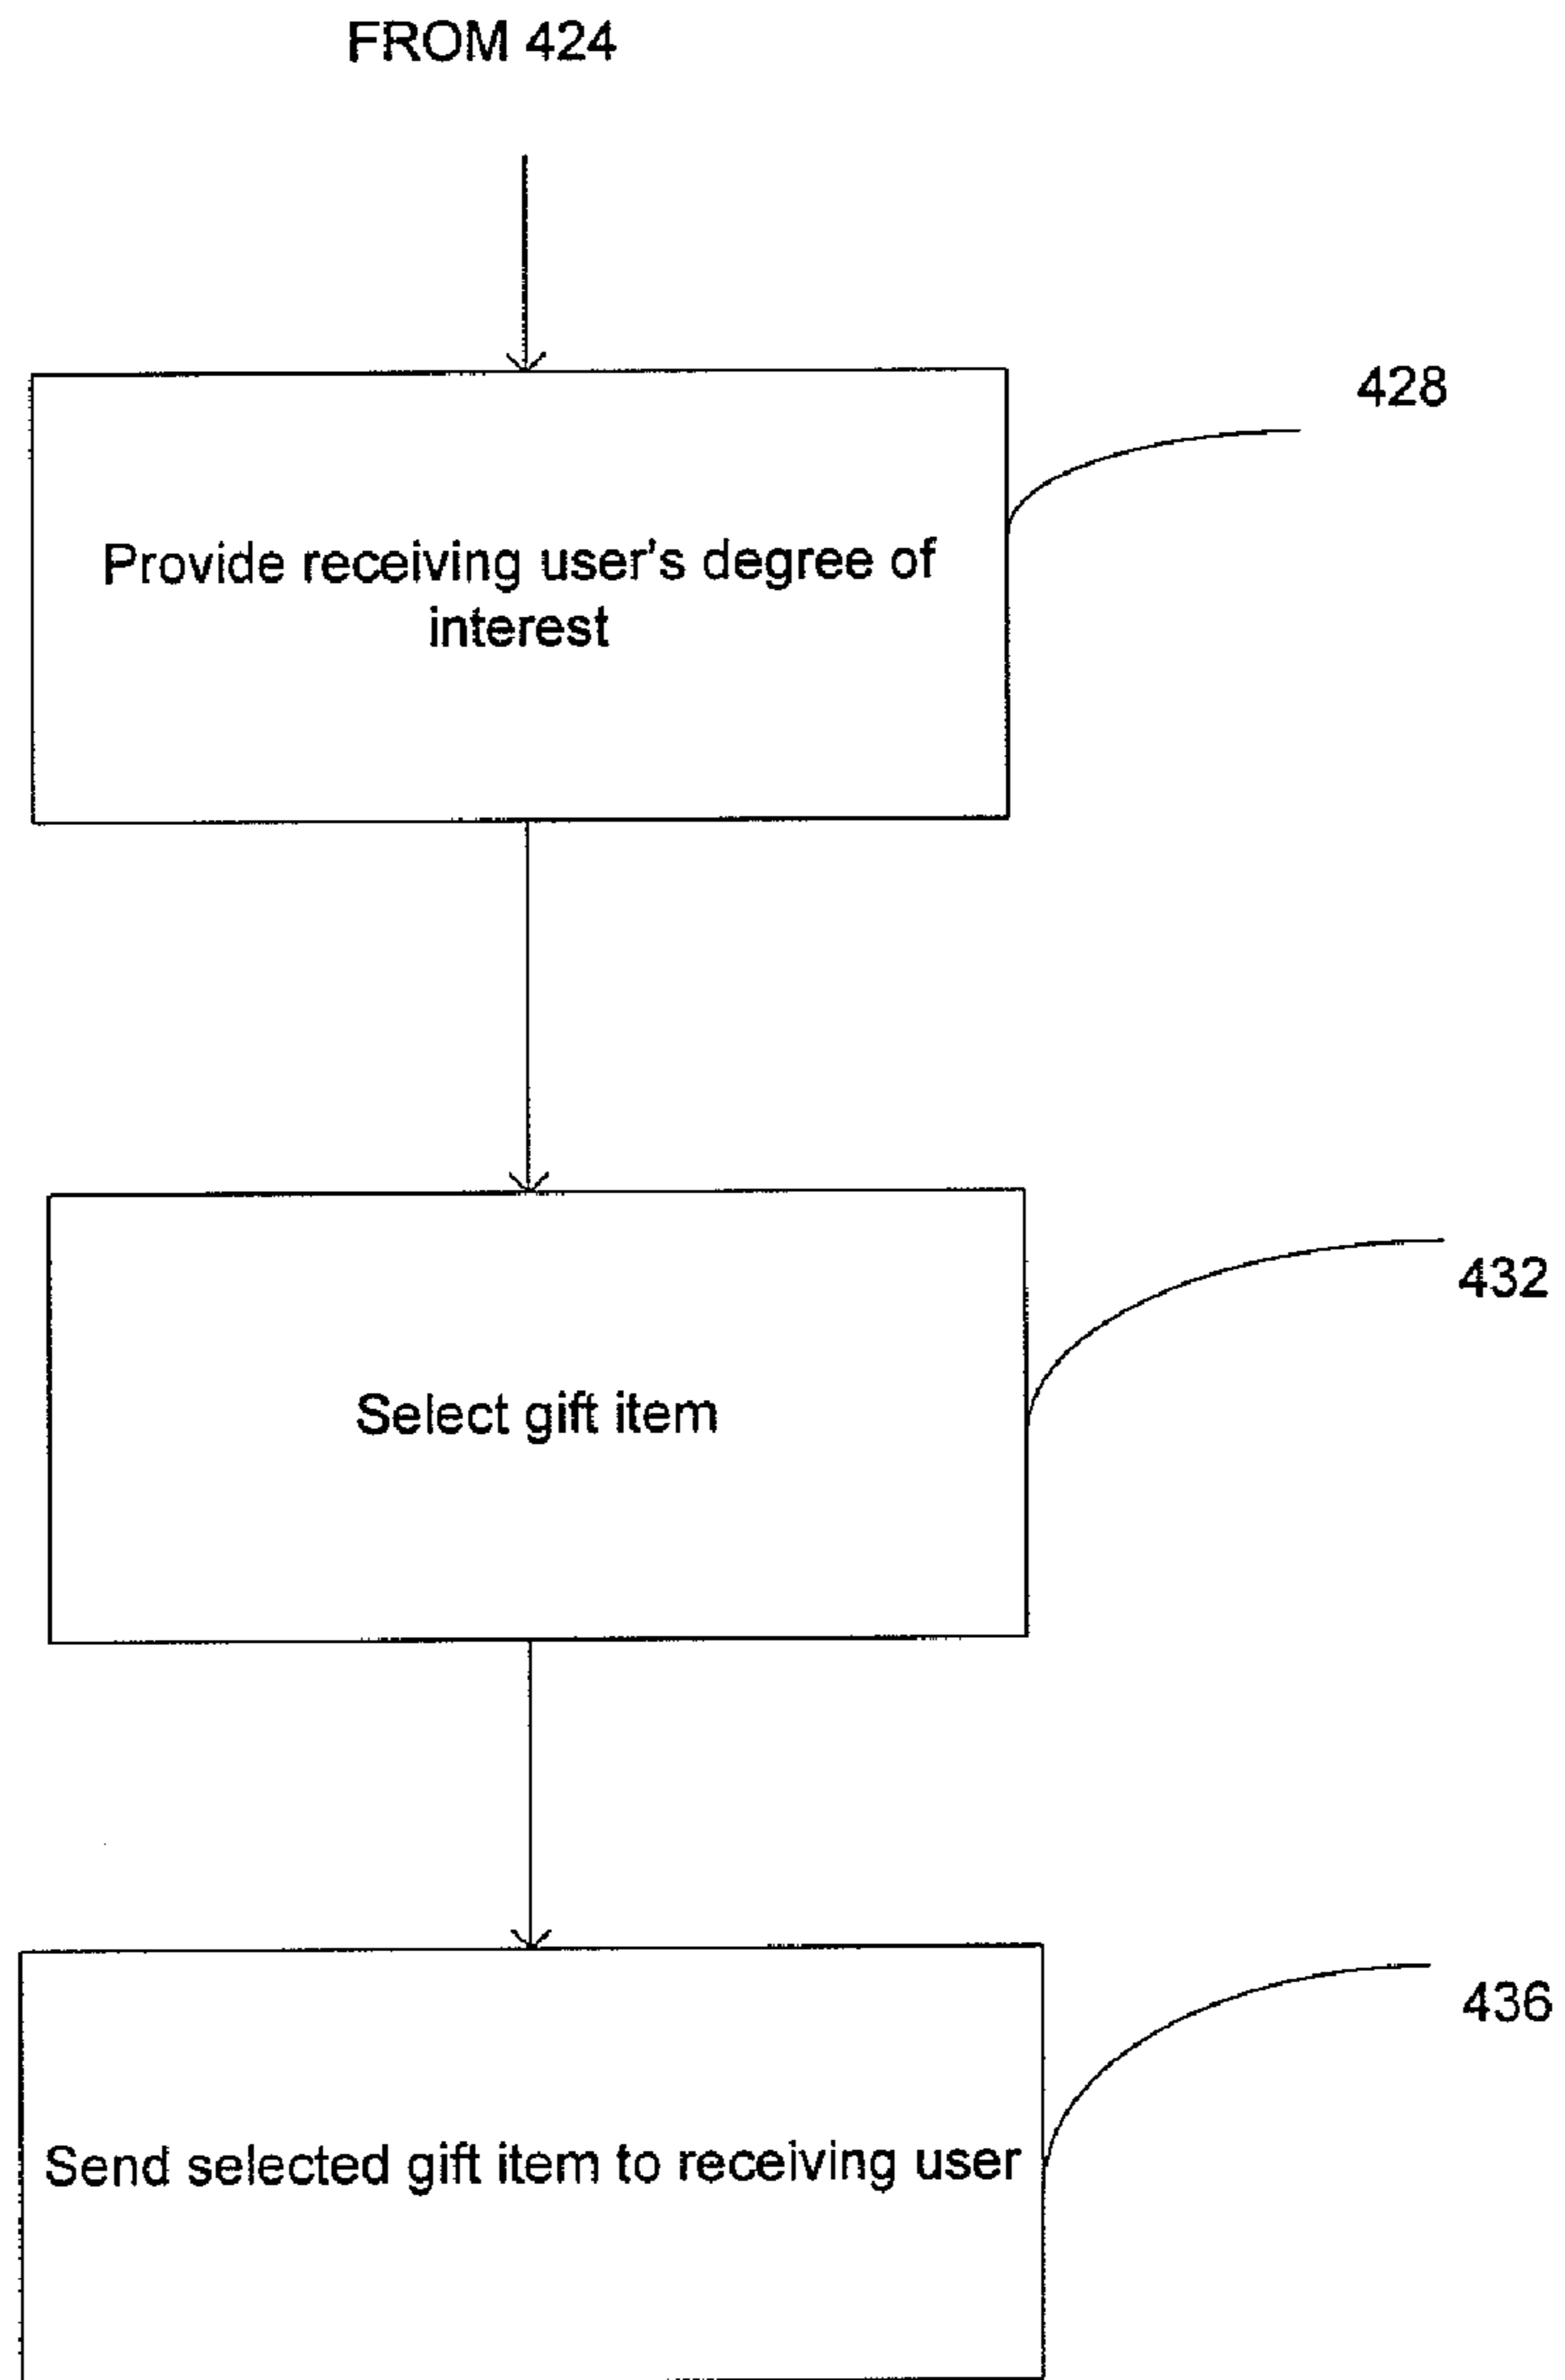 FROM 424
428
Provide receiving user's degree of
interest
432
Select gift item
436
Send selected gift item to receiving user